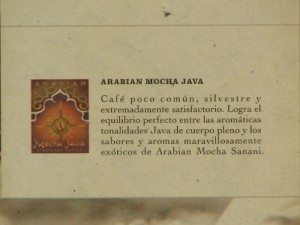 ARABIAN
Mocha Java
ARABIAN MOCHA JAVA
Café poco común, silvestre y
extremadamente satisfactorio. Logra el
equilibrio perfecto entre las aromáticas
tonalidades Java de cuerpo pleno y los
sabores y aromas maravillosamente
exóticos de Arabian Mocha Sanani.